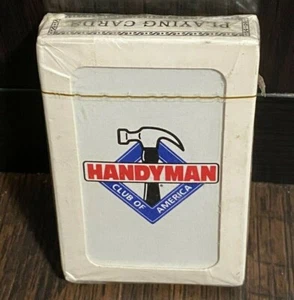 PLAYING CARDS
HANDYMAN
CLUB OF
AMERICA